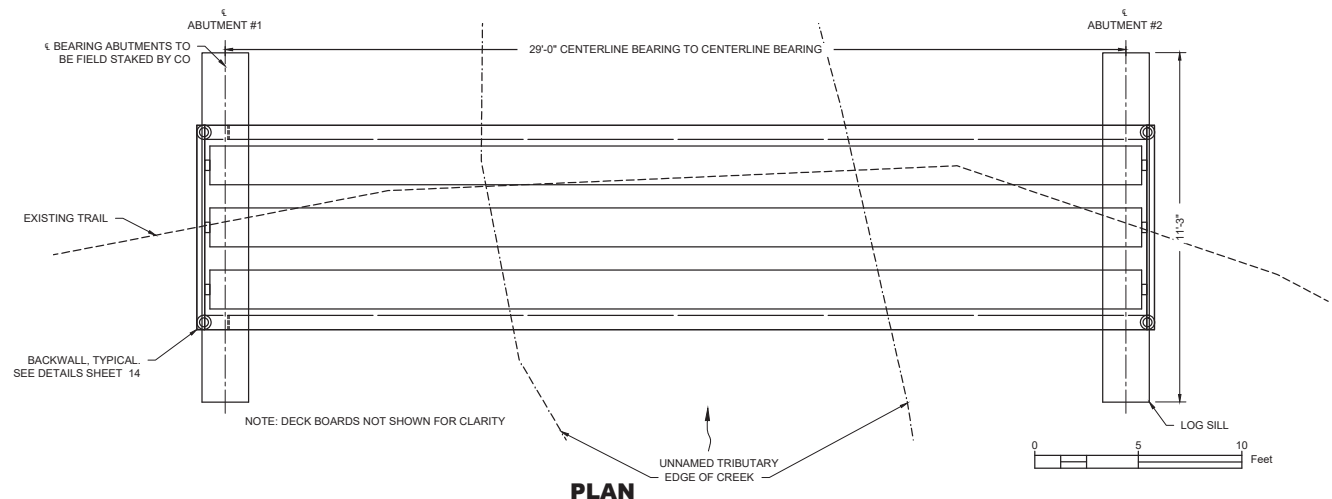 ℄
ABUTMENT #1
℄
ABUTMENT #2
℄ BEARING ABUTMENTS TO
BE FIELD STAKED BY CO
29'-0" CENTERLINE BEARING TO CENTERLINE BEARING
EXISTING TRAIL
11'-3"
BACKWALL, TYPICAL.
SEE DETAILS SHEET 14
NOTE: DECK BOARDS NOT SHOWN FOR CLARITY
LOG SILL
0 5 10
Feet
UNNAMED TRIBUTARY
EDGE OF CREEK
PLAN